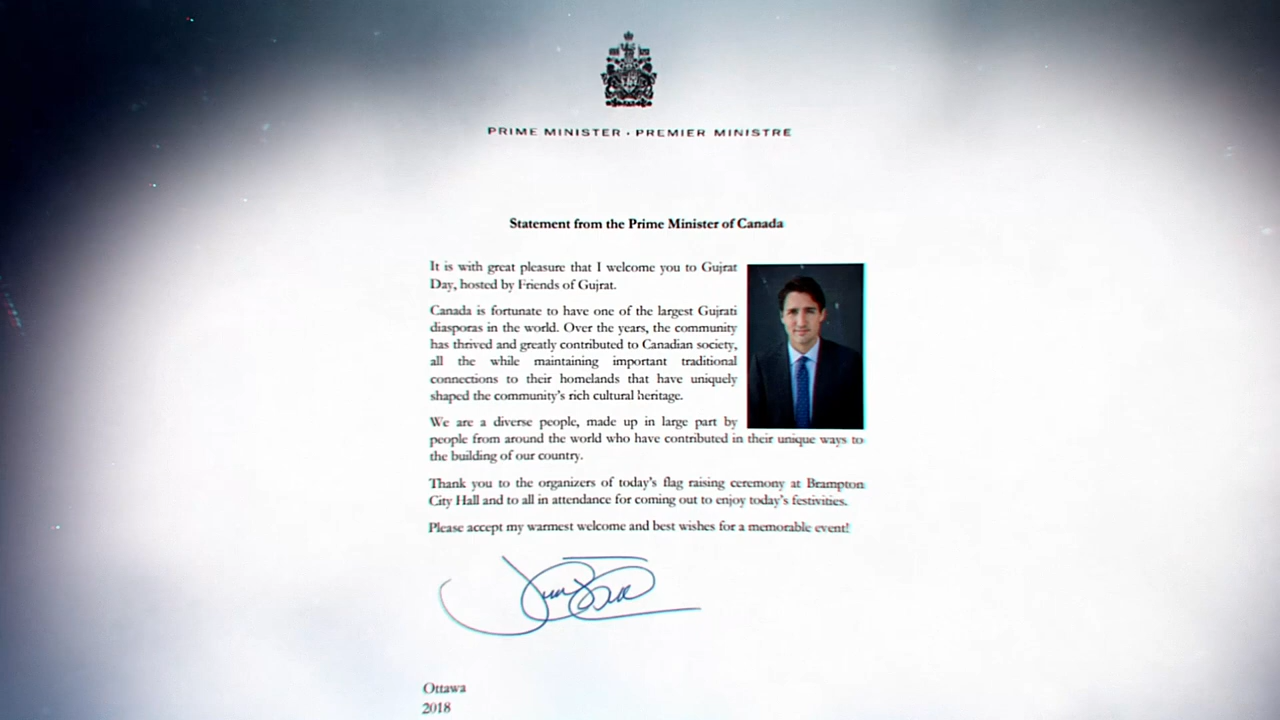 PRIME MINISTER · PREMIER MINISTRE
Statement from the Prime Minister of Canada
It is with great pleasure that I welcome you to Gujrat
Day, hosted by Friends of Gujrat.
Canada is fortunate to have one of the largest Gujrati
diasporas in the world. Over the years, the community
has thrived and greatly contributed to Canadian society,
all the while maintaining important traditional
connections to their homelands that have uniquely
shaped the community's rich cultural heritage.
We are a diverse people, made up in large part by
people from around the world who have contributed in their unique ways to
the building of our country.
Thank you to the organizers of today's flag raising ceremony at Brampton
City Hall and to all in attendance for coming out to enjoy today's festivities.
Please accept my warmest welcome and best wishes for a memorable event!
Ottawa
2018